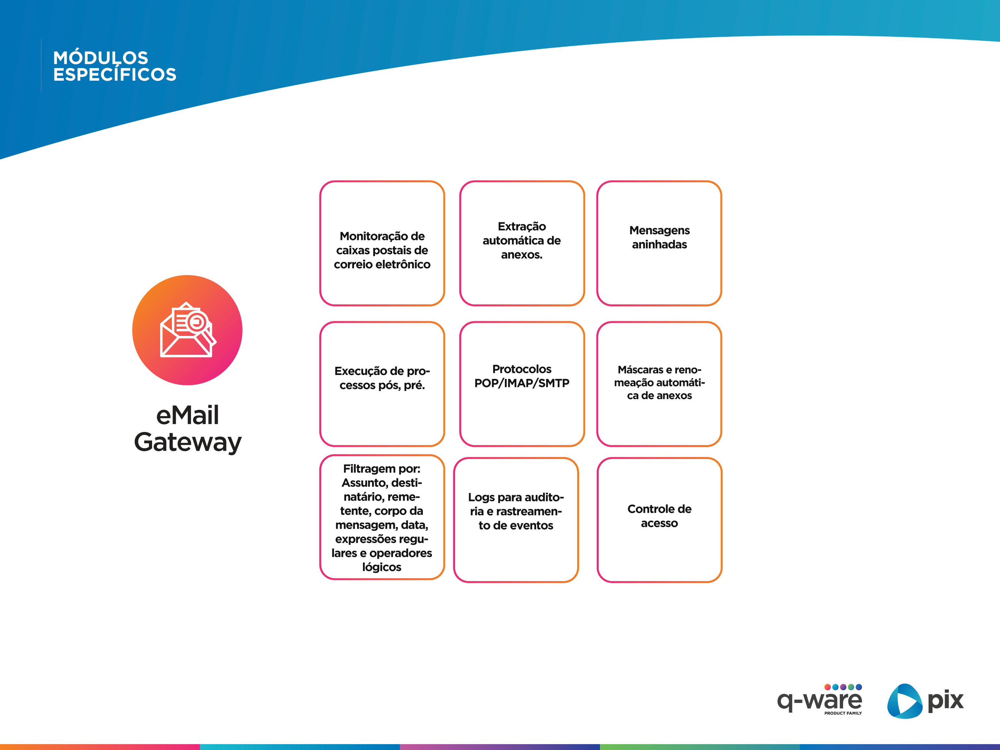 MÓDULOS
ESPECÍFICOS
Monitoração de
caixas postais de
correio eletrônico
Extração
automática de
anexos.
Mensagens
aninhadas
eMail
Gateway
Execução de pro-
cessos pós, pré.
Protocolos
POP/IMAP/SMTP
Máscaras e reno-
meação automáti-
ca de anexos
Filtragem por:
Assunto, desti-
natário, reme-
tente, corpo da
mensagem, data,
expressões regu-
lares e operadores
lógicos
Logs para audito-
ria e rastreamen-
to de eventos
Controle de
acesso
q-ware
PRODUCT FAMILY
pix